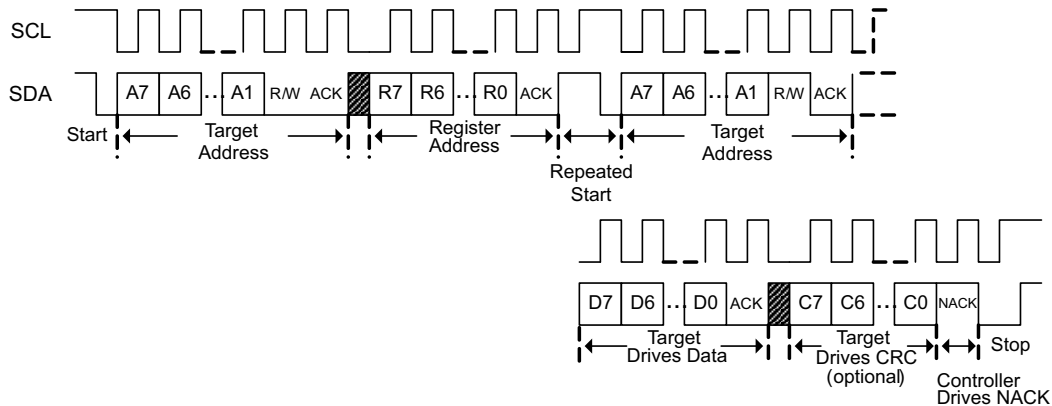 SCL
SDA
A7 A6 ... A1 R/W ACK R7 R6 ... R0 ACK A7 A6 ... A1 R/W ACK
Start
Target
Address
Register
Address
Repeated
Start
Target
Address
D7 D6 ... D0 ACK C7 C6 ... C0 NACK
Target
Drives Data
Target
Drives CRC
(optional)
Stop
Controller
Drives NACK